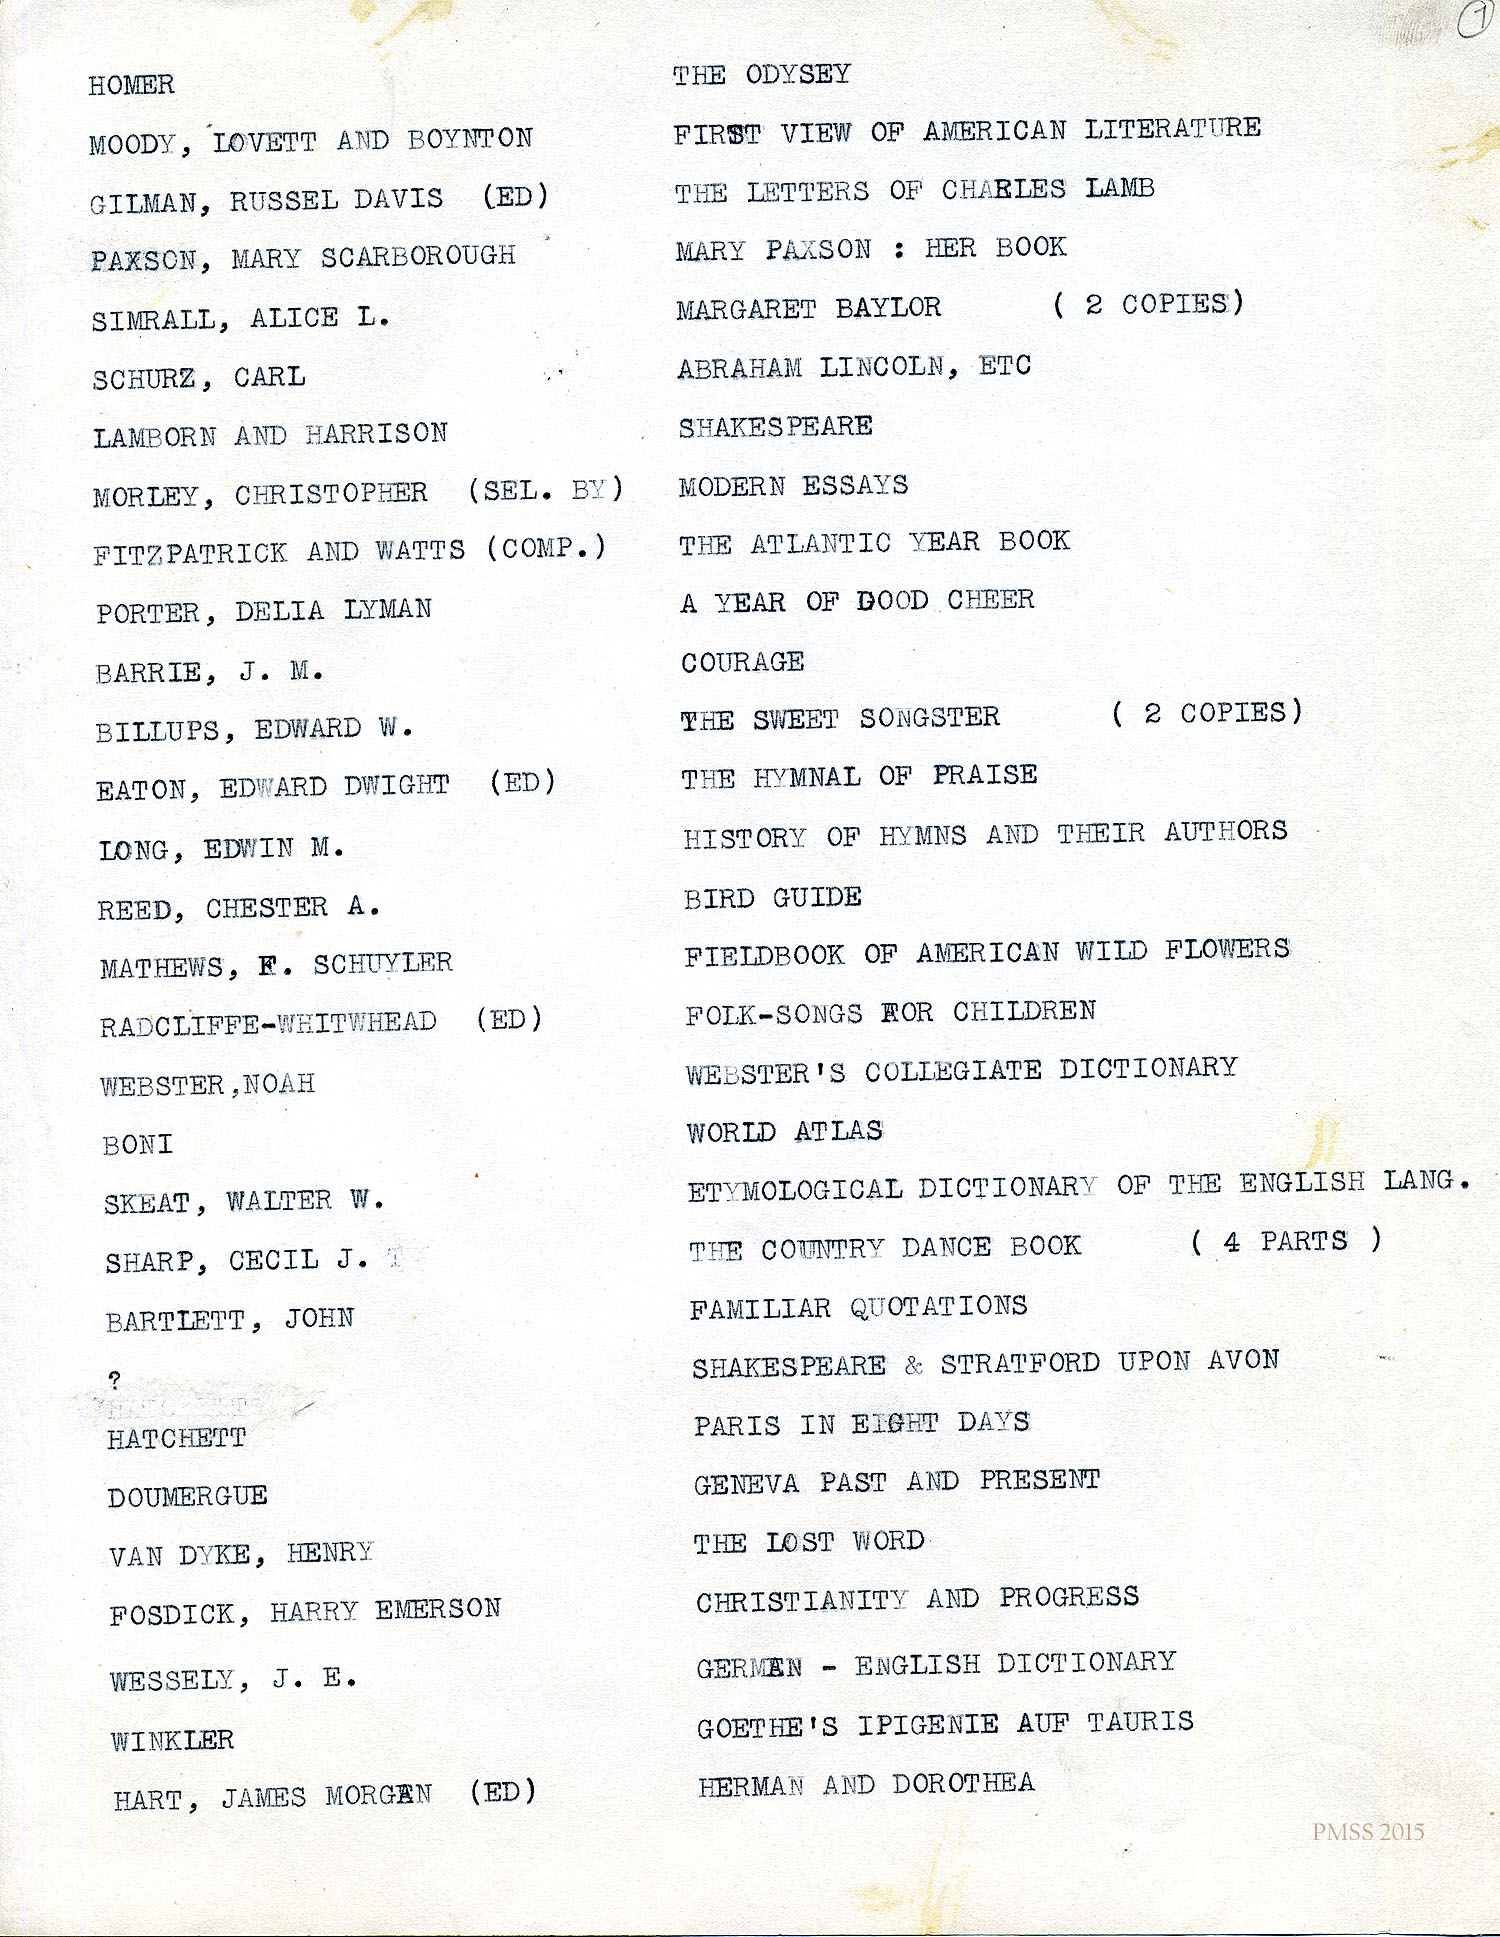 1
HOMER THE ODYSEY
MOODY, LOVETT AND BOYNTON FIRST VIEW OF AMERICAN LITERATURE
GILMAN, RUSSEL DAVIS (ED) THE LETTERS OF CHARLES LAMB
PAXSON, MARY SCARBOROUGH MARY PAXSON : HER BOOK
SIMRALL, ALICE L. MARGARET BAYLOR ( 2 COPIES)
SCHURZ, CARL ABRAHAM LINCOLN, ETC
LAMBORN AND HARRISON SHAKESPEARE
MORLEY, CHRISTOPHER (SEL. BY) MODERN ESSAYS
FITZPATRICK AND WATTS (COMP.) THE ATLANTIC YEAR BOOK
PORTER, DELIA LYMAN A YEAR OF DOOD CHEER
BARRIE, J. M. COURAGE
BILLUPS, EDWARD W. THE SWEET SONGSTER ( 2 COPIES)
EATON, EDWARD DWIGHT (ED) THE HYMNAL OF PRAISE
LONG, EDWIN M. HISTORY OF HYMNS AND THEIR AUTHORS
REED, CHESTER A. BIRD GUIDE
MATHEWS, F. SCHUYLER FIELDBOOK OF AMERICAN WILD FLOWERS
RADCLIFFE-WHITWHEAD (ED) FOLK-SONGS FOR CHILDREN
WEBSTER,NOAH WEBSTER'S COLLEGIATE DICTIONARY
BONI WORLD ATLAS
SKEAT, WALTER W. ETYMOLOGICAL DICTIONARY OF THE ENGLISH LANG.
SHARP, CECIL J. THE COUNTRY DANCE BOOK ( 4 PARTS )
BARTLETT, JOHN FAMILIAR QUOTATIONS
? SHAKESPEARE & STRATFORD UPON AVON
HATCHETT PARIS IN EIGHT DAYS
DOUMERGUE GENEVA PAST AND PRESENT
VAN DYKE, HENRY THE LOST WORD
FOSDICK, HARRY EMERSON CHRISTIANITY AND PROGRESS
WESSELY, J. E. GERMAN - ENGLISH DICTIONARY
WINKLER GOETHE'S IPIGENIE AUF TAURIS
HART, JAMES MORGAN (ED) HERMAN AND DOROTHEA
PMSS 2015